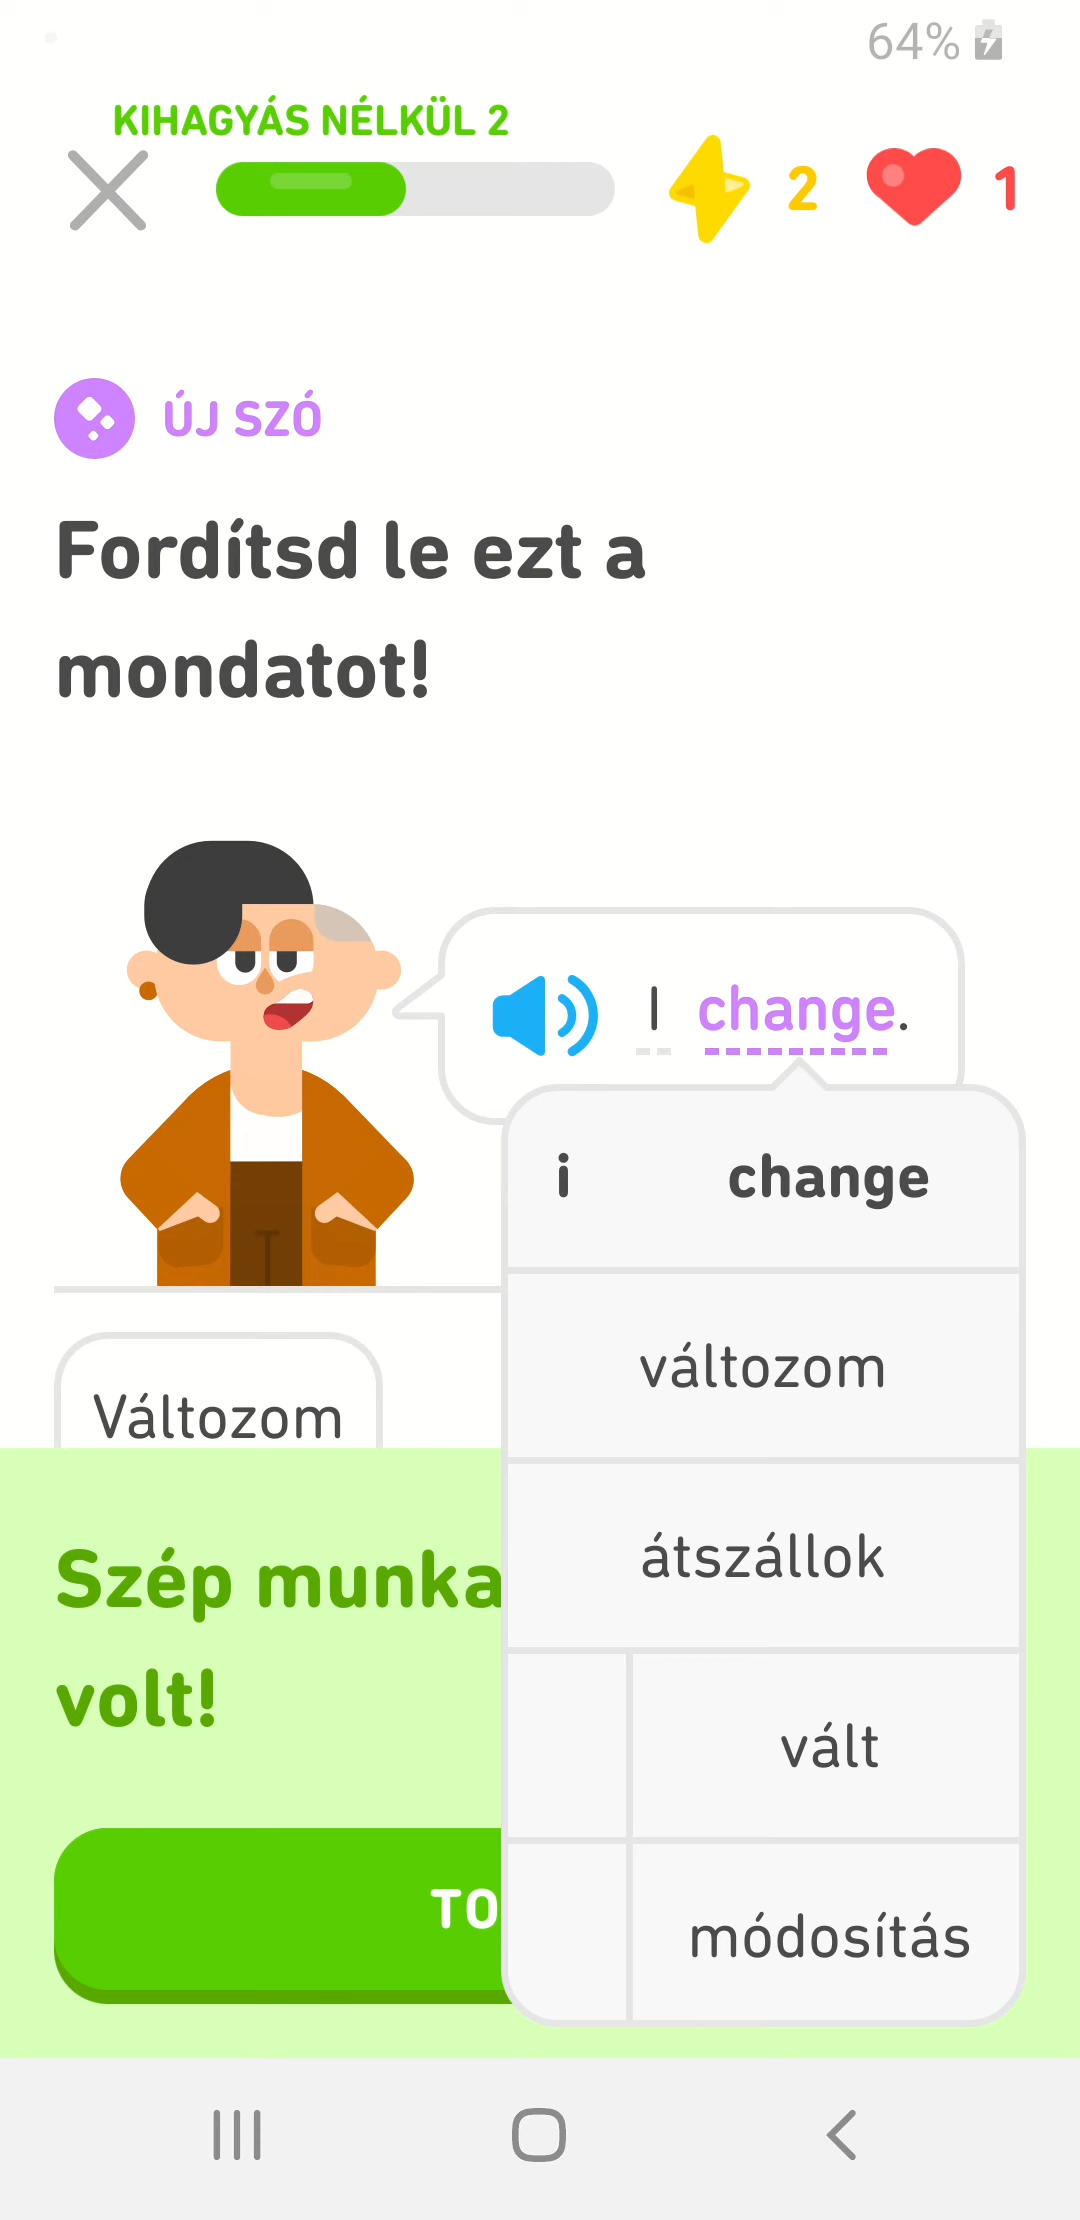 64%
KIHAGYÁS NÉLKÜL 2
2
1
ÚJ SZÓ
Fordítsd le ezt a
mondatot!
I change.
i change
változom
átszállok
vált
módosítás
Változom
Szép munka
volt!
TO